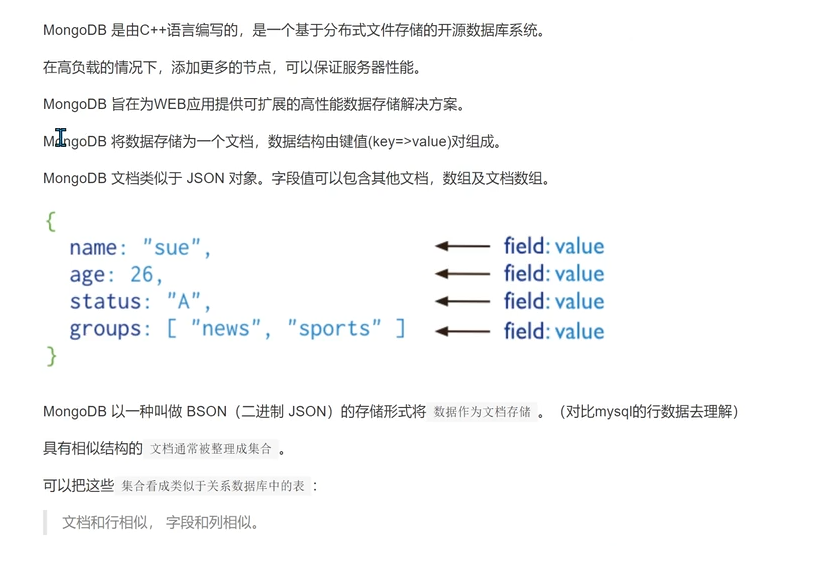 MongoDB 是由C++语言编写的，是一个基于分布式文件存储的开源数据库系统。
在高负载的情况下，添加更多的节点，可以保证服务器性能。
MongoDB 旨在为WEB应用提供可扩展的高性能数据存储解决方案。
MongoDB 将数据存储为一个文档，数据结构由键值(key=>value)对组成。
MongoDB 文档类似于 JSON 对象。字段值可以包含其他文档，数组及文档数组。
{
name: "sue", field: value
age: 26, field: value
status: "A", field: value
groups: [ "news", "sports" ] field: value
}
MongoDB 以一种叫做 BSON（二进制 JSON）的存储形式将 数据作为文档存储 。（对比mysql的行数据去理解）
具有相似结构的 文档通常被整理成集合 。
可以把这些 集合看成类似于关系数据库中的表 ：
文档和行相似， 字段和列相似。